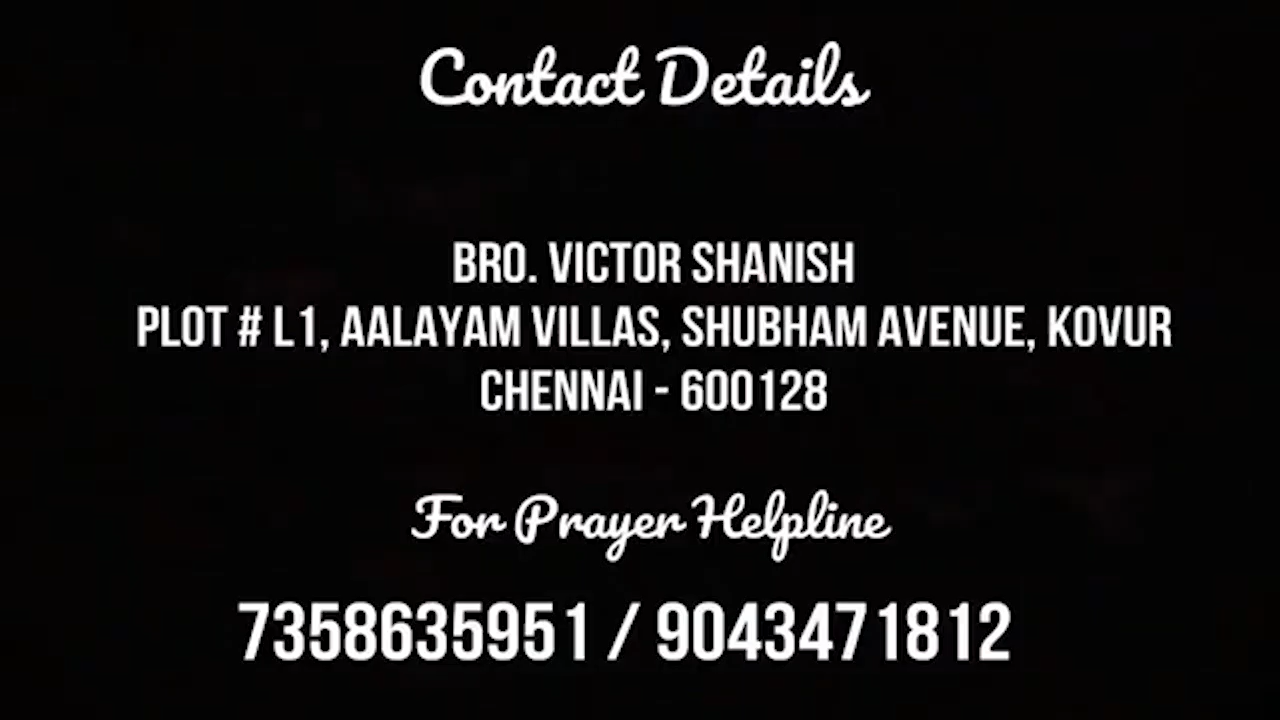 Contact Details
BRO. VICTOR SHANISH
PLOT # L1, AALAYAM VILLAS, SHUBHAM AVENUE, KOVUR
CHENNAI - 600128
For Prayer Helpline
7358635951 / 9043471812